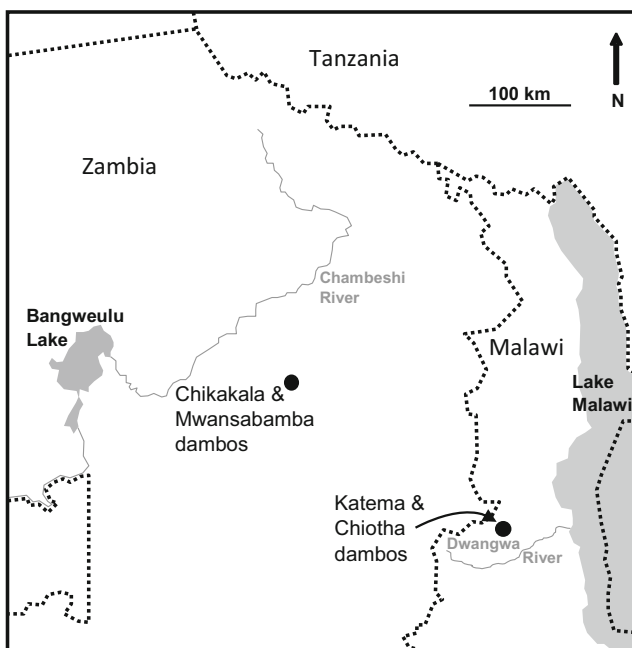 Tanzania
100 km
N
Zambia
Chambeshi
River
Bangweulu
Lake
Malawi
Lake
Malawi
Chikakala &
Mwansabamba
dambos
Katema &
Chiotha
dambos
Dwangwa
River